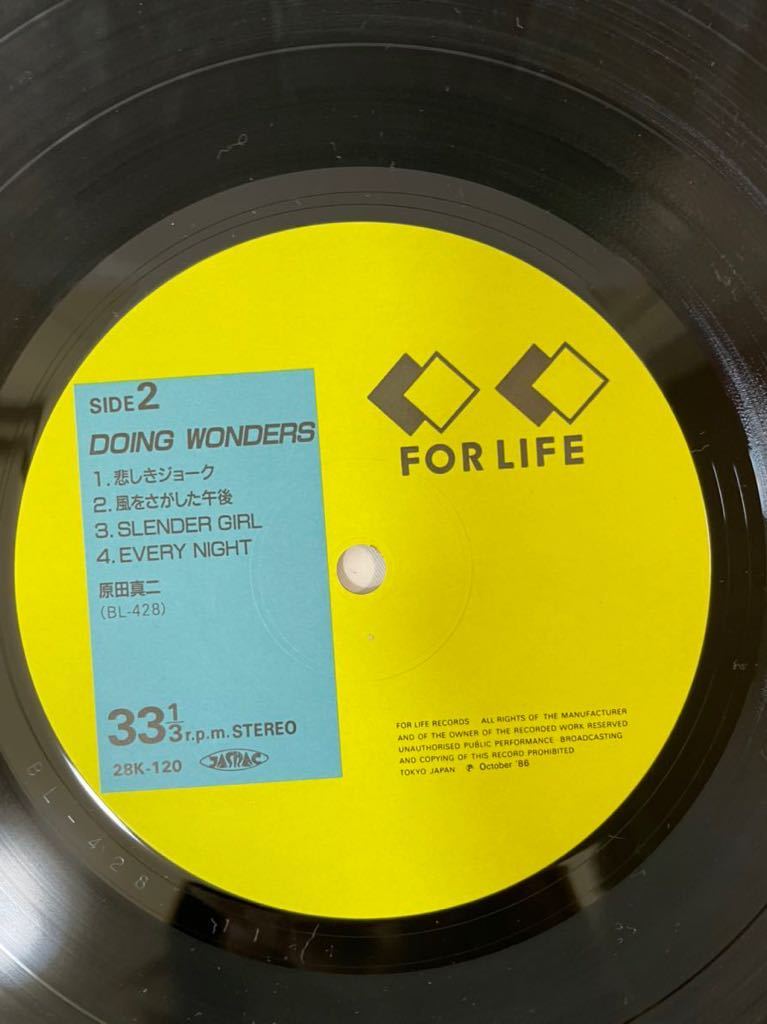 SIDE 2
DOING WONDERS
1. 悲しきジョーク
2. 風をさがした午後
3. SLENDER GIRL
4. EVERY NIGHT
原田真二
(BL-428)
33 1/3 r.p.m. STEREO
28K-120 JASRAC
FOR LIFE
FOR LIFE RECORDS ALL RIGHTS OF THE MANUFACTURER
AND OF THE OWNER OF THE RECORDED WORK RESERVED
UNAUTHORISED PUBLIC PERFORMANCE BROADCASTING
AND COPYING OF THIS RECORD PROHIBITED
TOKYO JAPAN ℗ October '86
BL-428